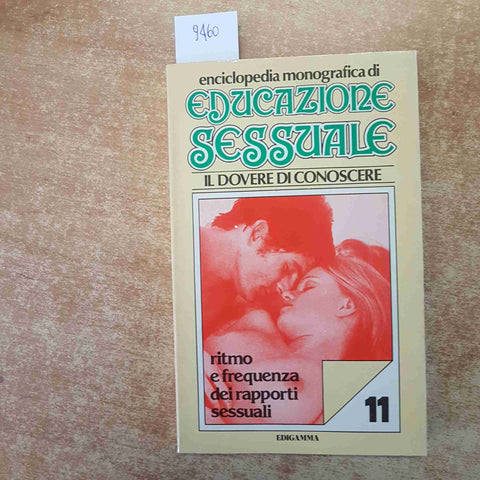 9460
enciclopedia monografica di
EDUCAZIONE
SESSUALE
IL DOVERE DI CONOSCERE
ritmo
e frequenza
dei rapporti
sessuali
11
EDIGAMMA